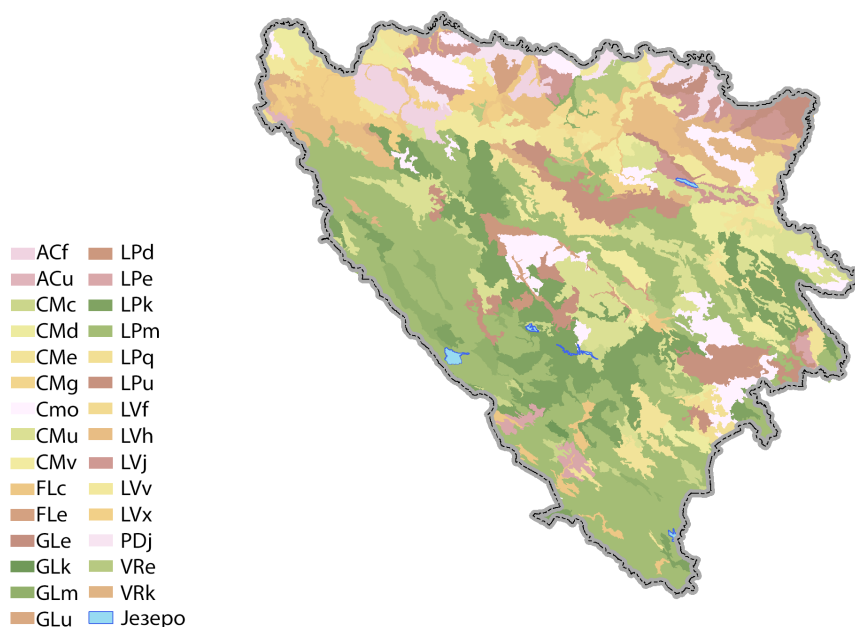 ACf
ACu
CMc
CMd
CMe
CMg
Cmo
CMu
CMv
FLc
FLe
GLe
GLk
GLm
GLu
LPd
LPe
LPk
LPm
LPq
LPu
LVf
LVh
LVj
LVv
LVx
PDj
VRe
VRk
Језеро